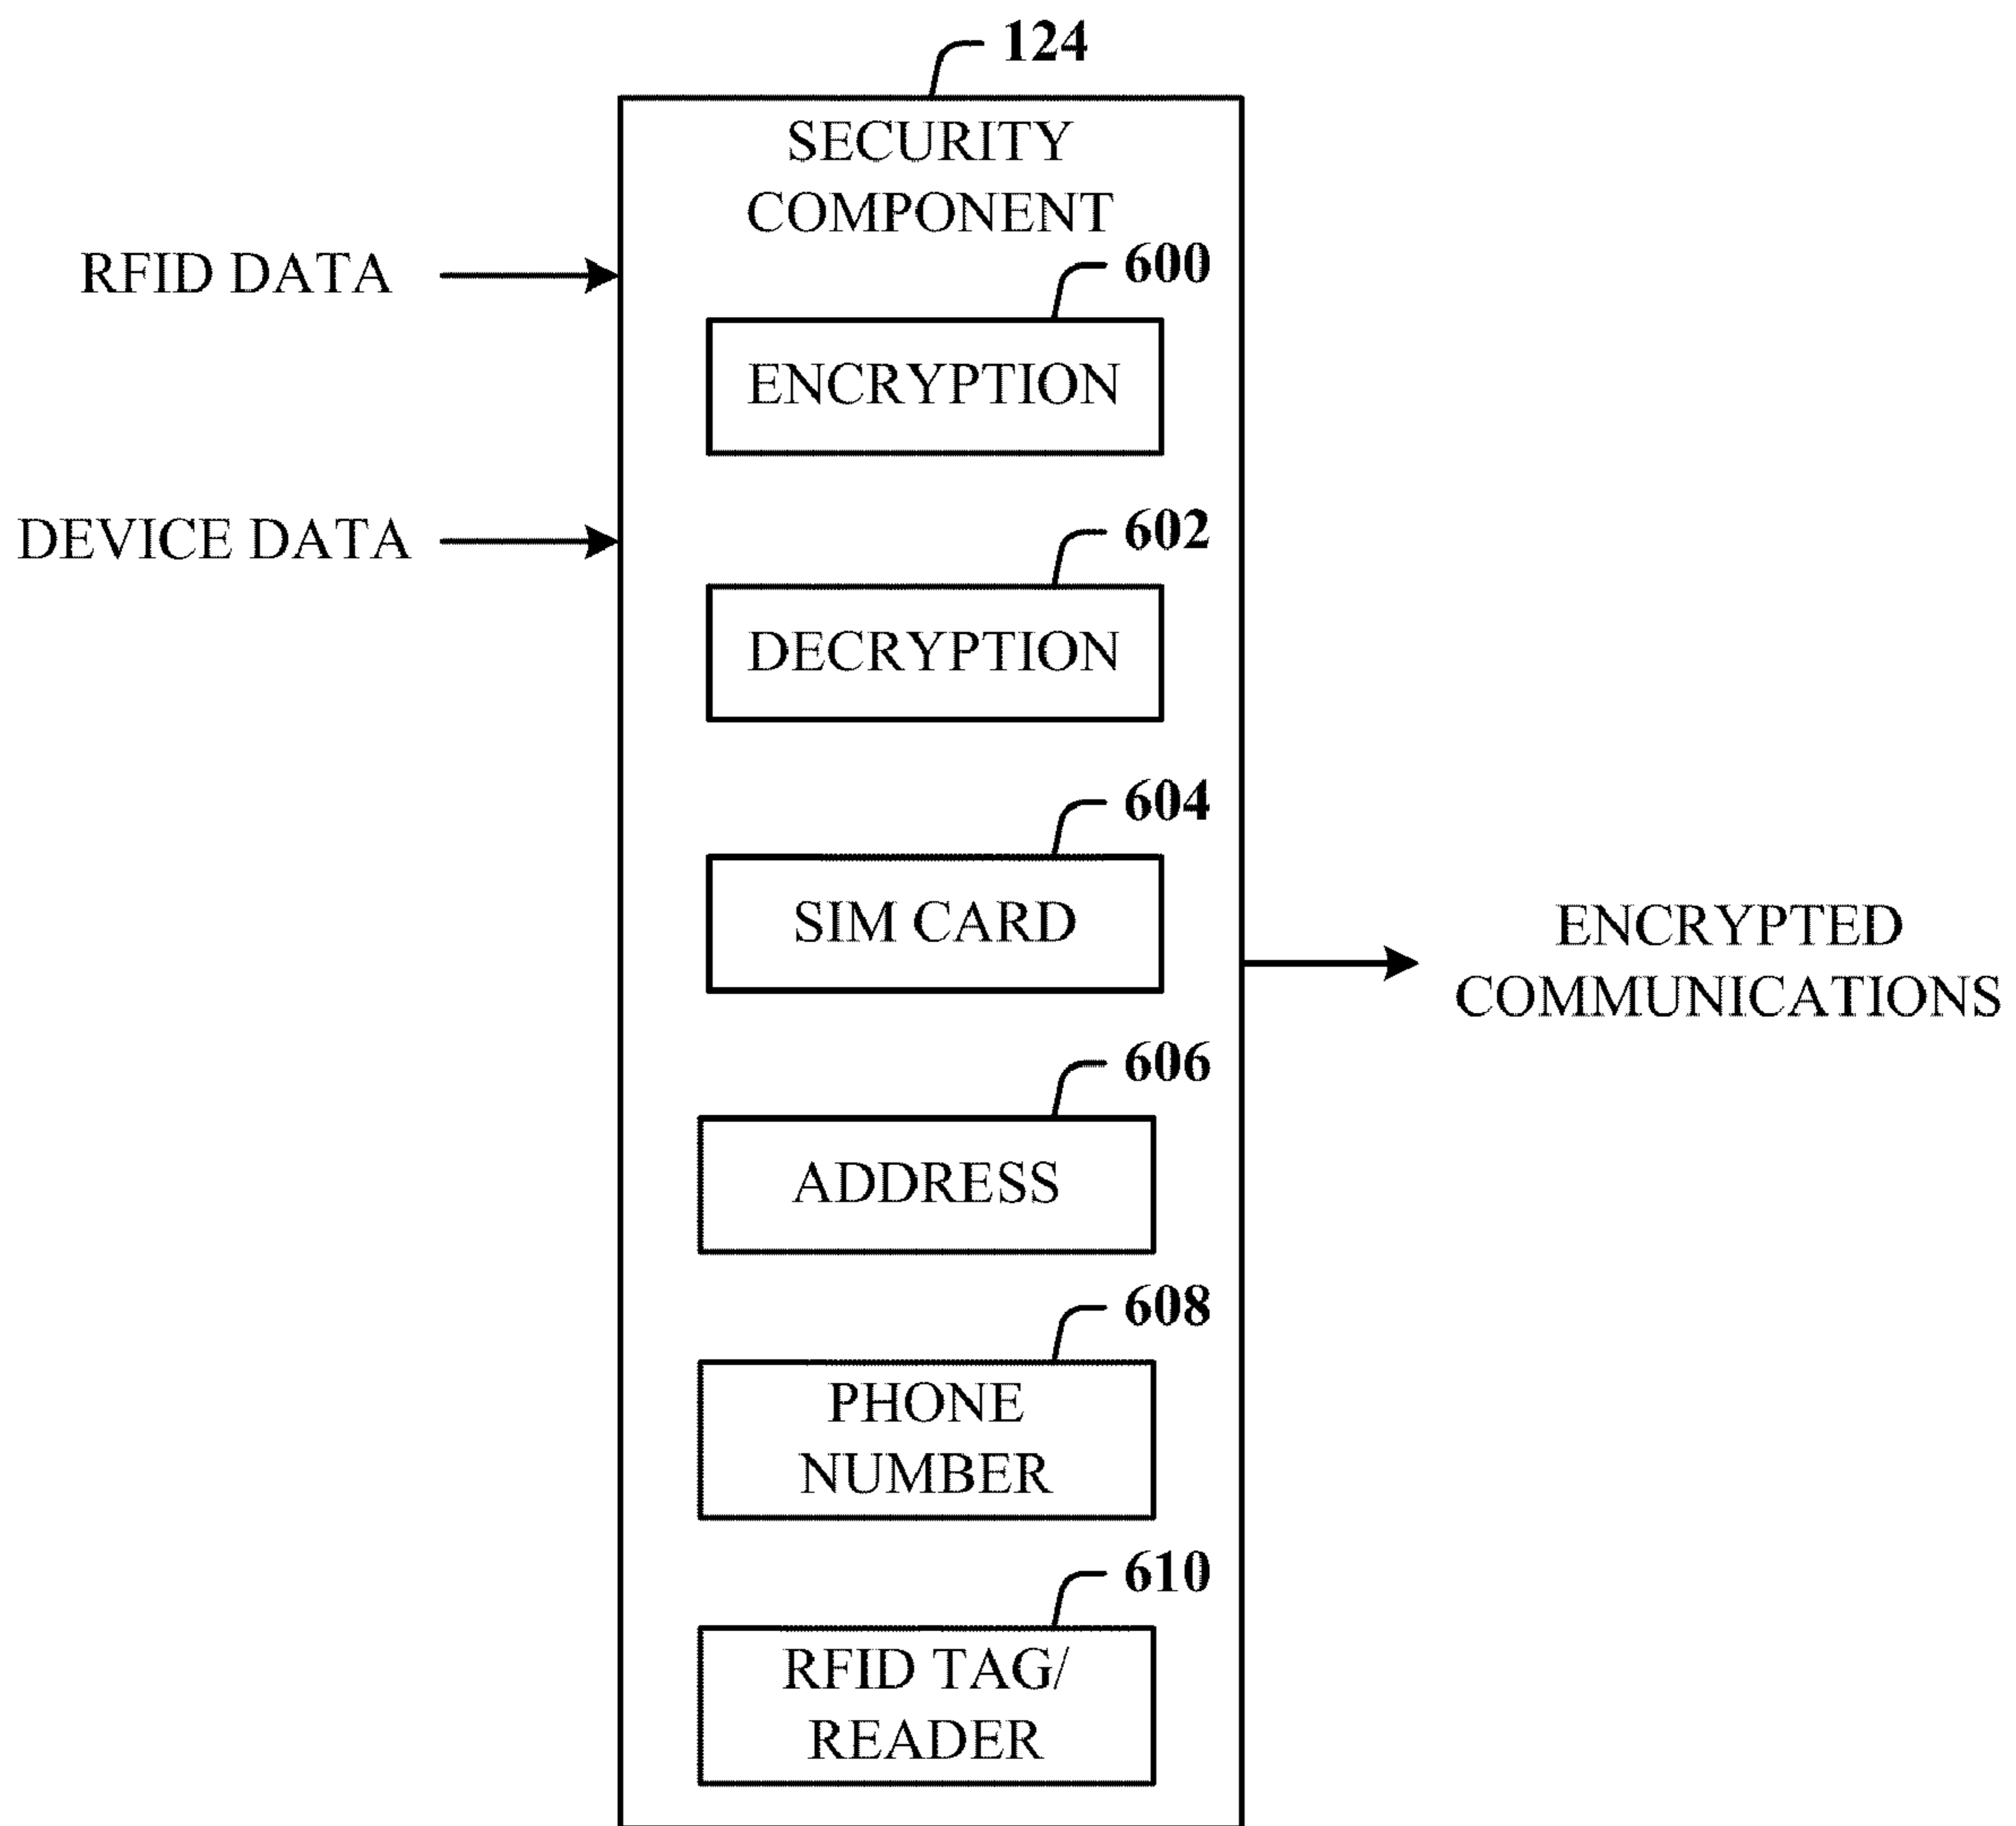 124
SECURITY
COMPONENT
RFID DATA
600
ENCRYPTION
DEVICE DATA
602
DECRYPTION
604
SIM CARD
ENCRYPTED
COMMUNICATIONS
606
ADDRESS
608
PHONE
NUMBER
610
RFID TAG/
READER